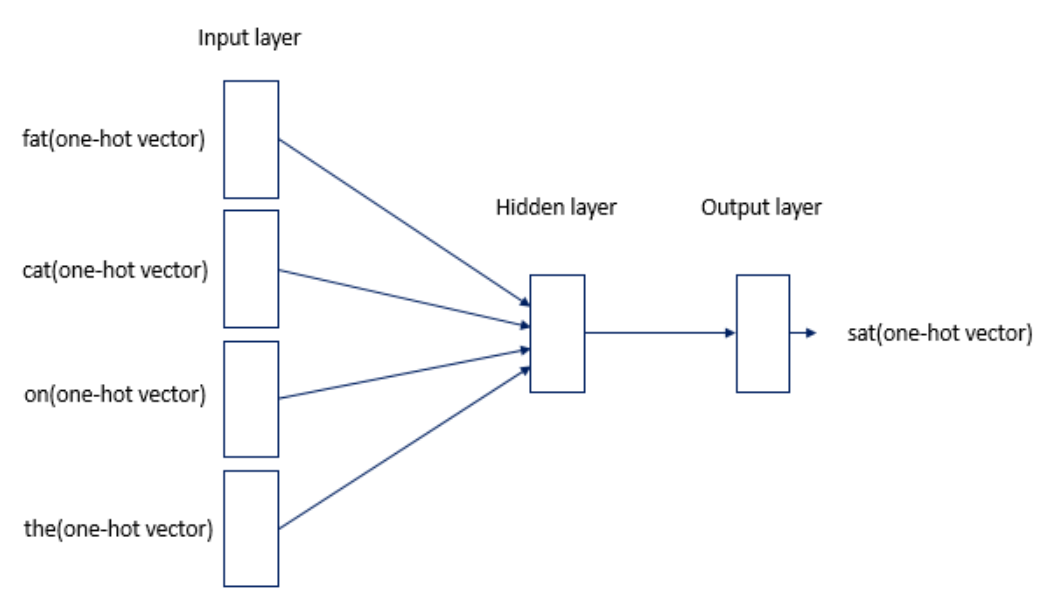 Input layer
fat(one-hot vector)
Hidden layer
Output layer
cat(one-hot vector)
sat(one-hot vector)
on(one-hot vector)
the(one-hot vector)